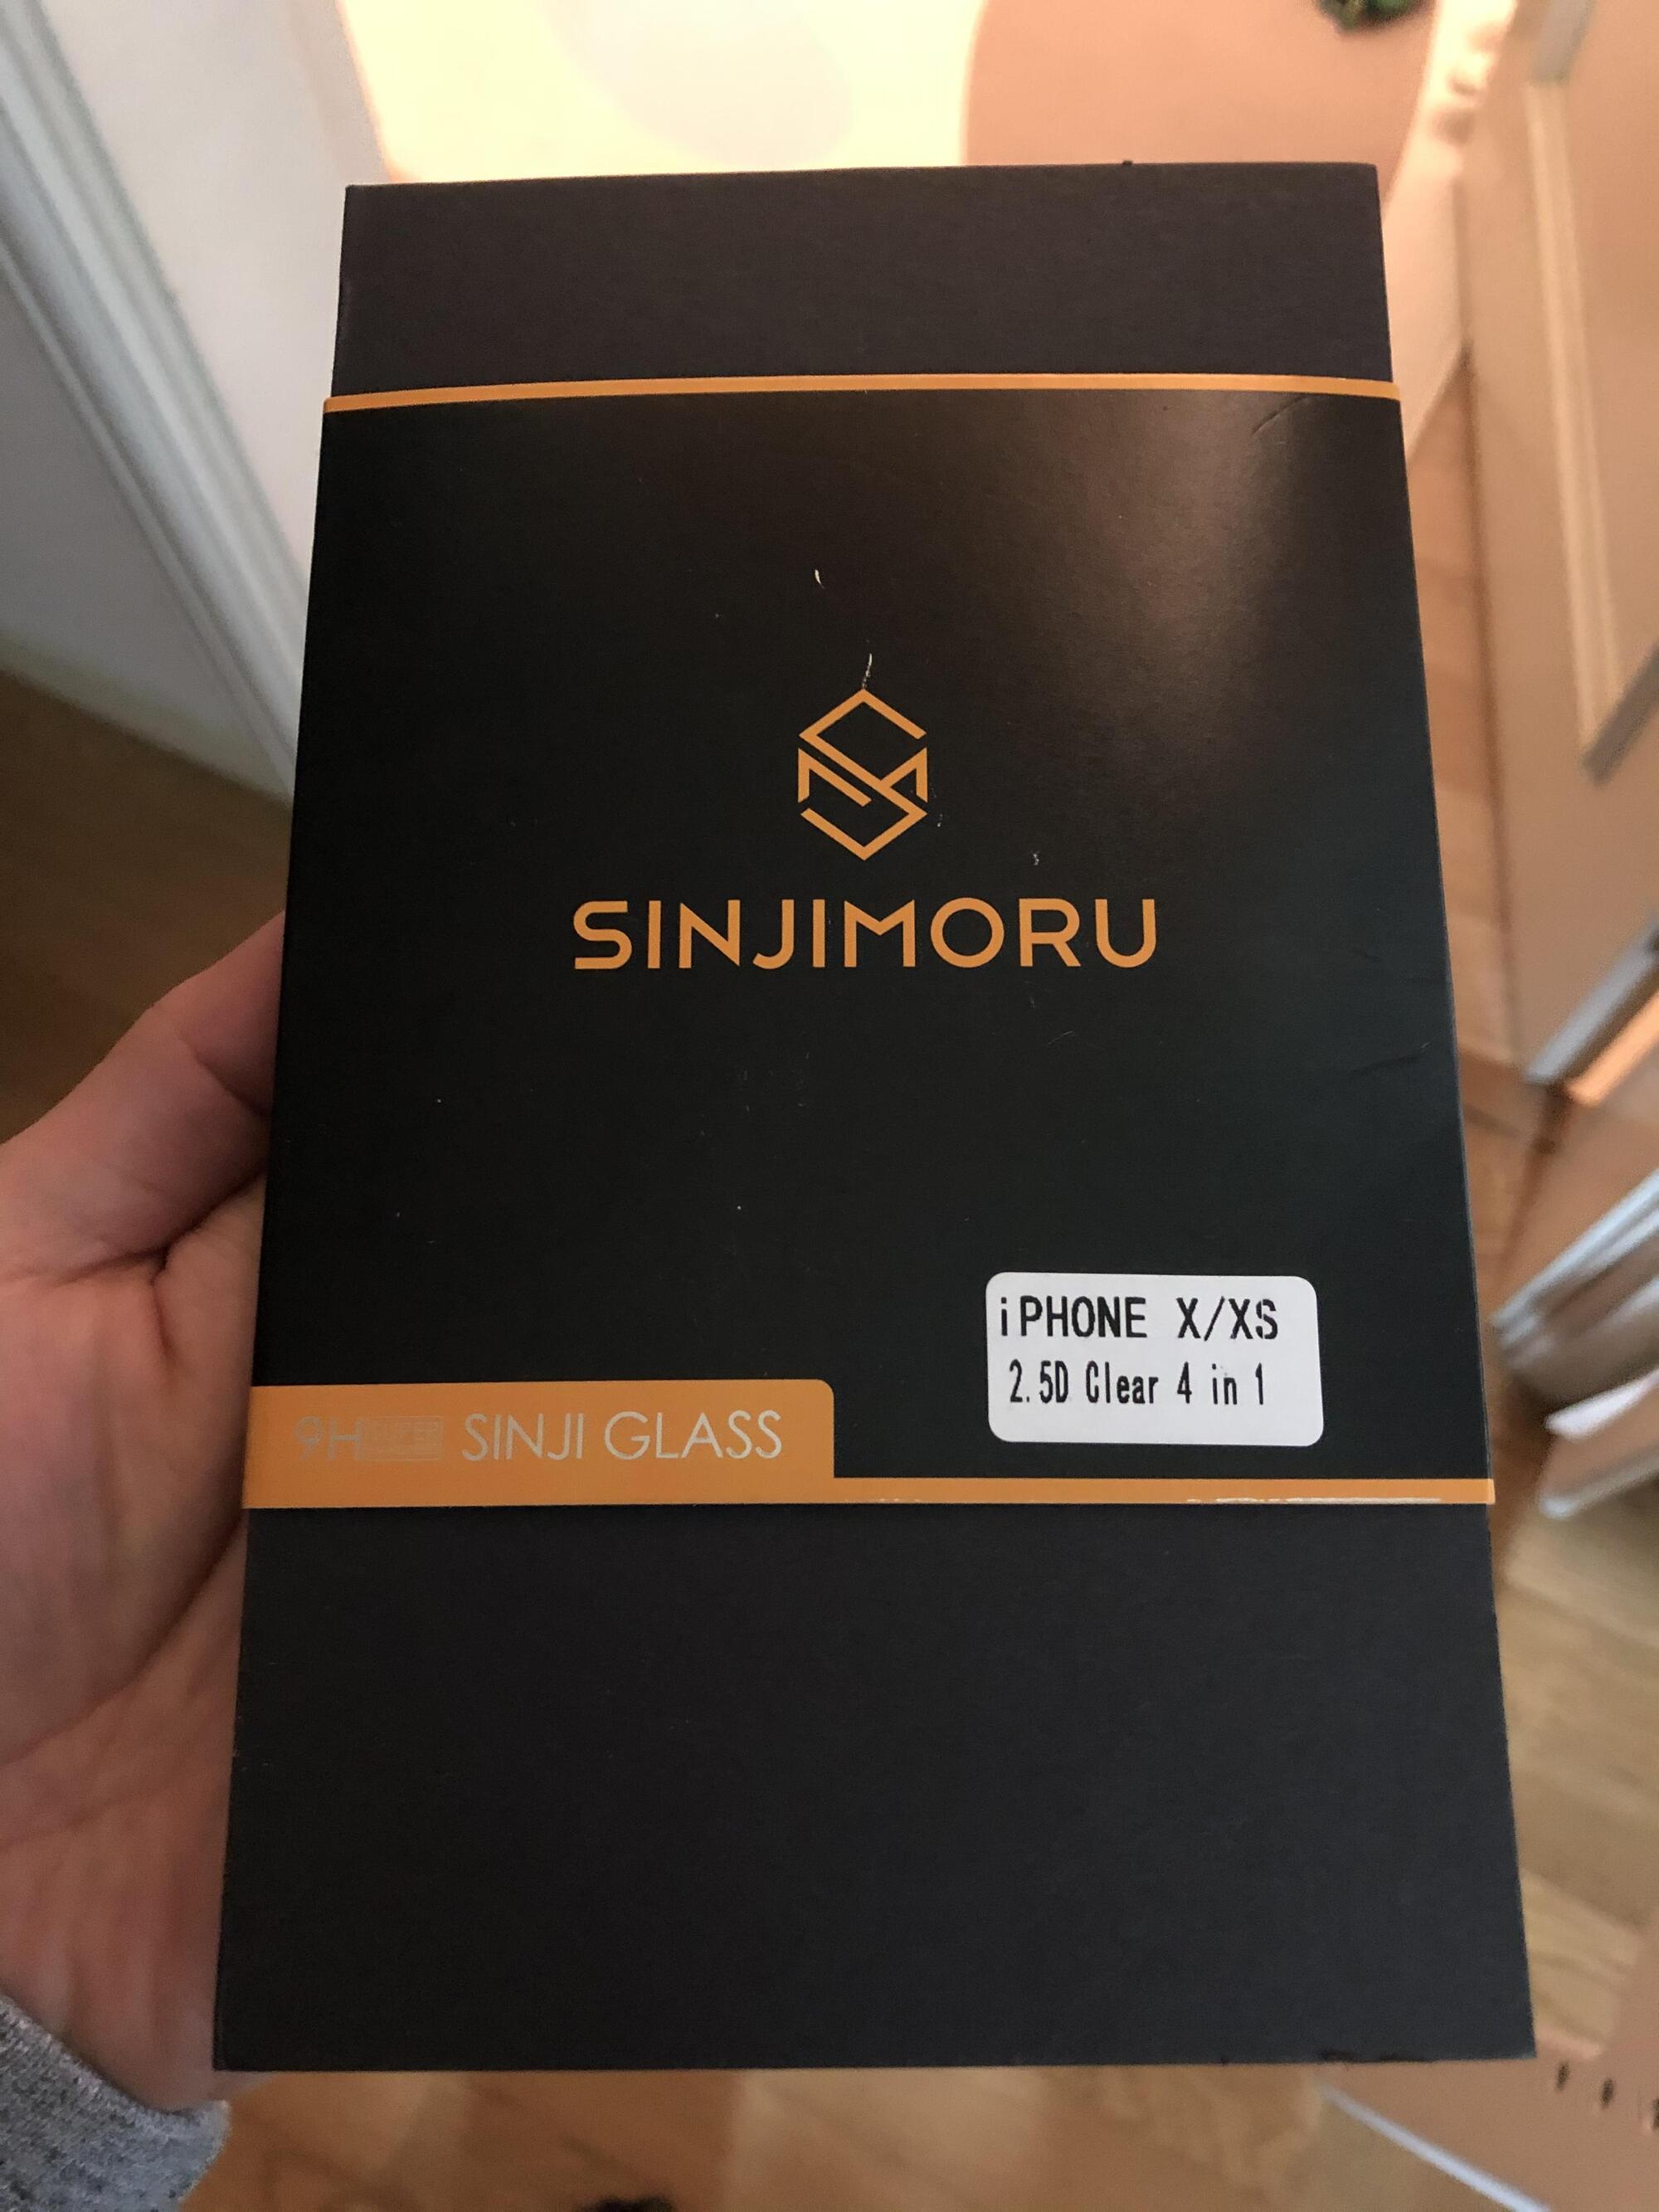 SINJIMORU
iPHONE X/XS
2.5D Clear 4 in 1
9H SINJI GLASS